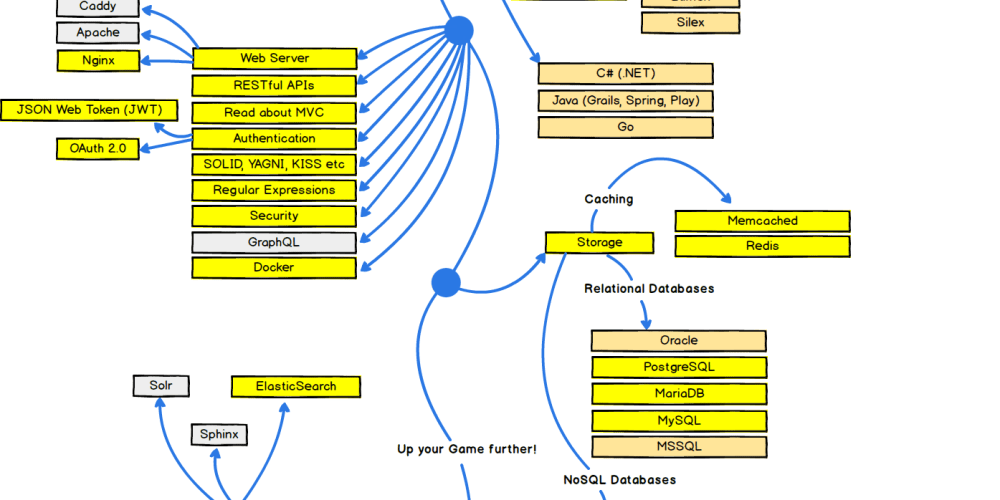 Caddy
Apache
Nginx
Web Server
RESTful APIs
Read about MVC
JSON Web Token (JWT)
OAuth 2.0
Authentication
SOLID, YAGNI, KISS etc
Regular Expressions
Security
GraphQL
Docker
Silex
C# (.NET)
Java (Grails, Spring, Play)
Go
Caching
Memcached
Redis
Storage
Relational Databases
Oracle
PostgreSQL
MariaDB
MySQL
MSSQL
Solr
ElasticSearch
Sphinx
Up your Game further!
NoSQL Databases